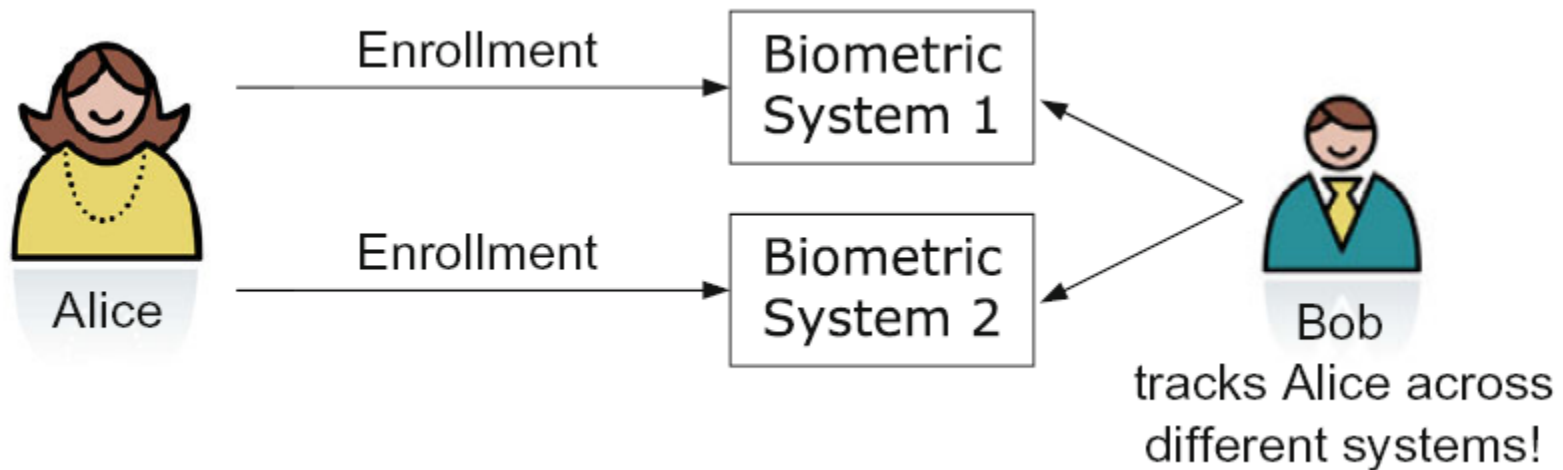 Enrollment
Biometric
System 1
Enrollment
Biometric
System 2
Alice
Bob
tracks Alice across
different systems!